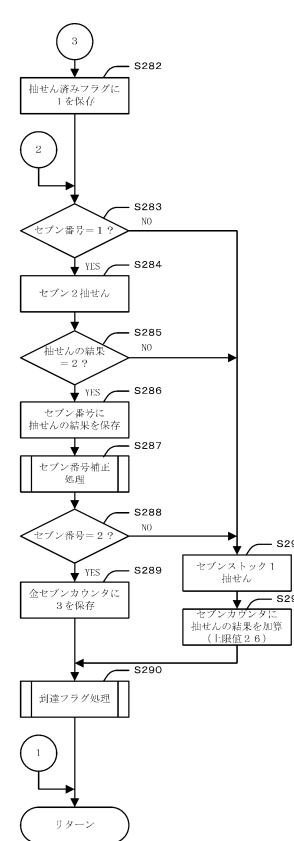 3
S282
抽せん済みフラグに
1を保存
2
S283
セブン番号=1?
NO
YES
S284
セブン2抽せん
S285
抽せんの結果
=2?
NO
YES
S286
セブン番号に
抽せんの結果を保存
S287
セブン番号補正
処理
S288
セブン番号=2?
NO
YES
S289
金セブンカウンタに
3を保存
S29
セブンストック1
抽せん
S29
セブンカウンタに
抽せんの結果を加算
(上限値26)
S290
到達フラグ処理
1
リターン